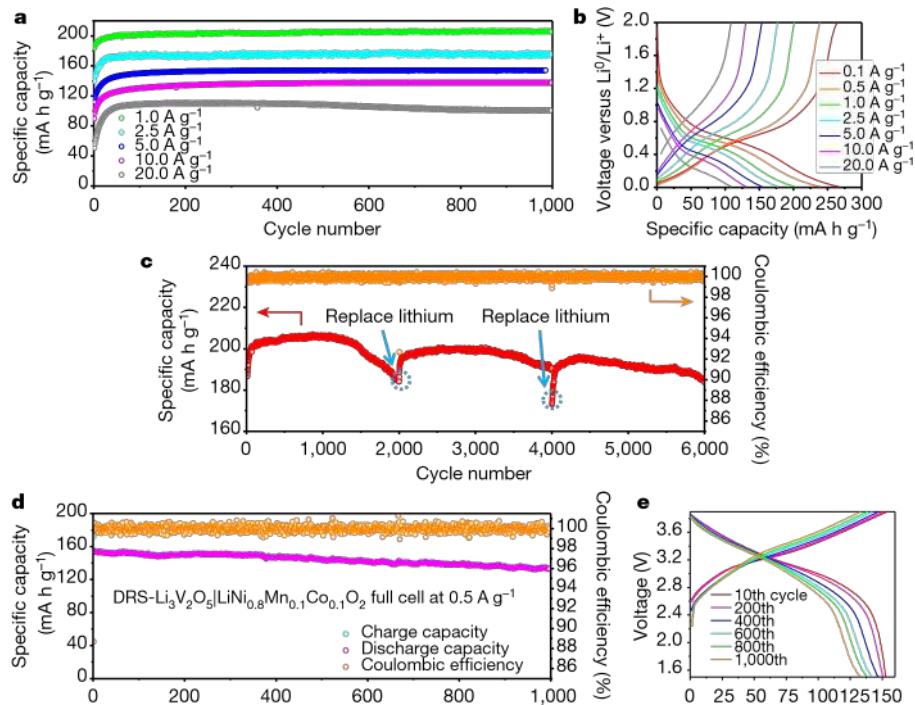 a
Specific capacity
(mA h g⁻¹)
200
160
120
80
40
0
1.0 A g⁻¹
2.5 A g⁻¹
5.0 A g⁻¹
10.0 A g⁻¹
20.0 A g⁻¹
0 200 400 600 800 1,000
Cycle number
b
Voltage versus Li⁰/Li⁺ (V)
2.0
1.6
1.2
0.8
0.4
0.0
0.1 A g⁻¹
0.5 A g⁻¹
1.0 A g⁻¹
2.5 A g⁻¹
5.0 A g⁻¹
10.0 A g⁻¹
20.0 A g⁻¹
0 50 100 150 200 250 300
Specific capacity (mA h g⁻¹)
c
Specific capacity
(mA h g⁻¹)
240
220
200
180
160
Replace lithium
Replace lithium
100
98
96
94
92
90
88
86
Coulombic efficiency (%)
0 1,000 2,000 3,000 4,000 5,000 6,000
Cycle number
d
Specific capacity
(mA h g⁻¹)
200
160
120
80
40
0
DRS-Li₃V₂O₅|LiNi₀.₈Mn₀.₁Co₀.₁O₂ full cell at 0.5 A g⁻¹
Charge capacity
Discharge capacity
Coulombic efficiency
100
98
96
94
92
90
88
86
Coulombic efficiency (%)
0 200 400 600 800 1,000
e
Voltage (V)
3.6
3.2
2.8
2.4
2.0
1.6
10th cycle
200th
400th
600th
800th
1,000th
0 25 50 75 100 125 150